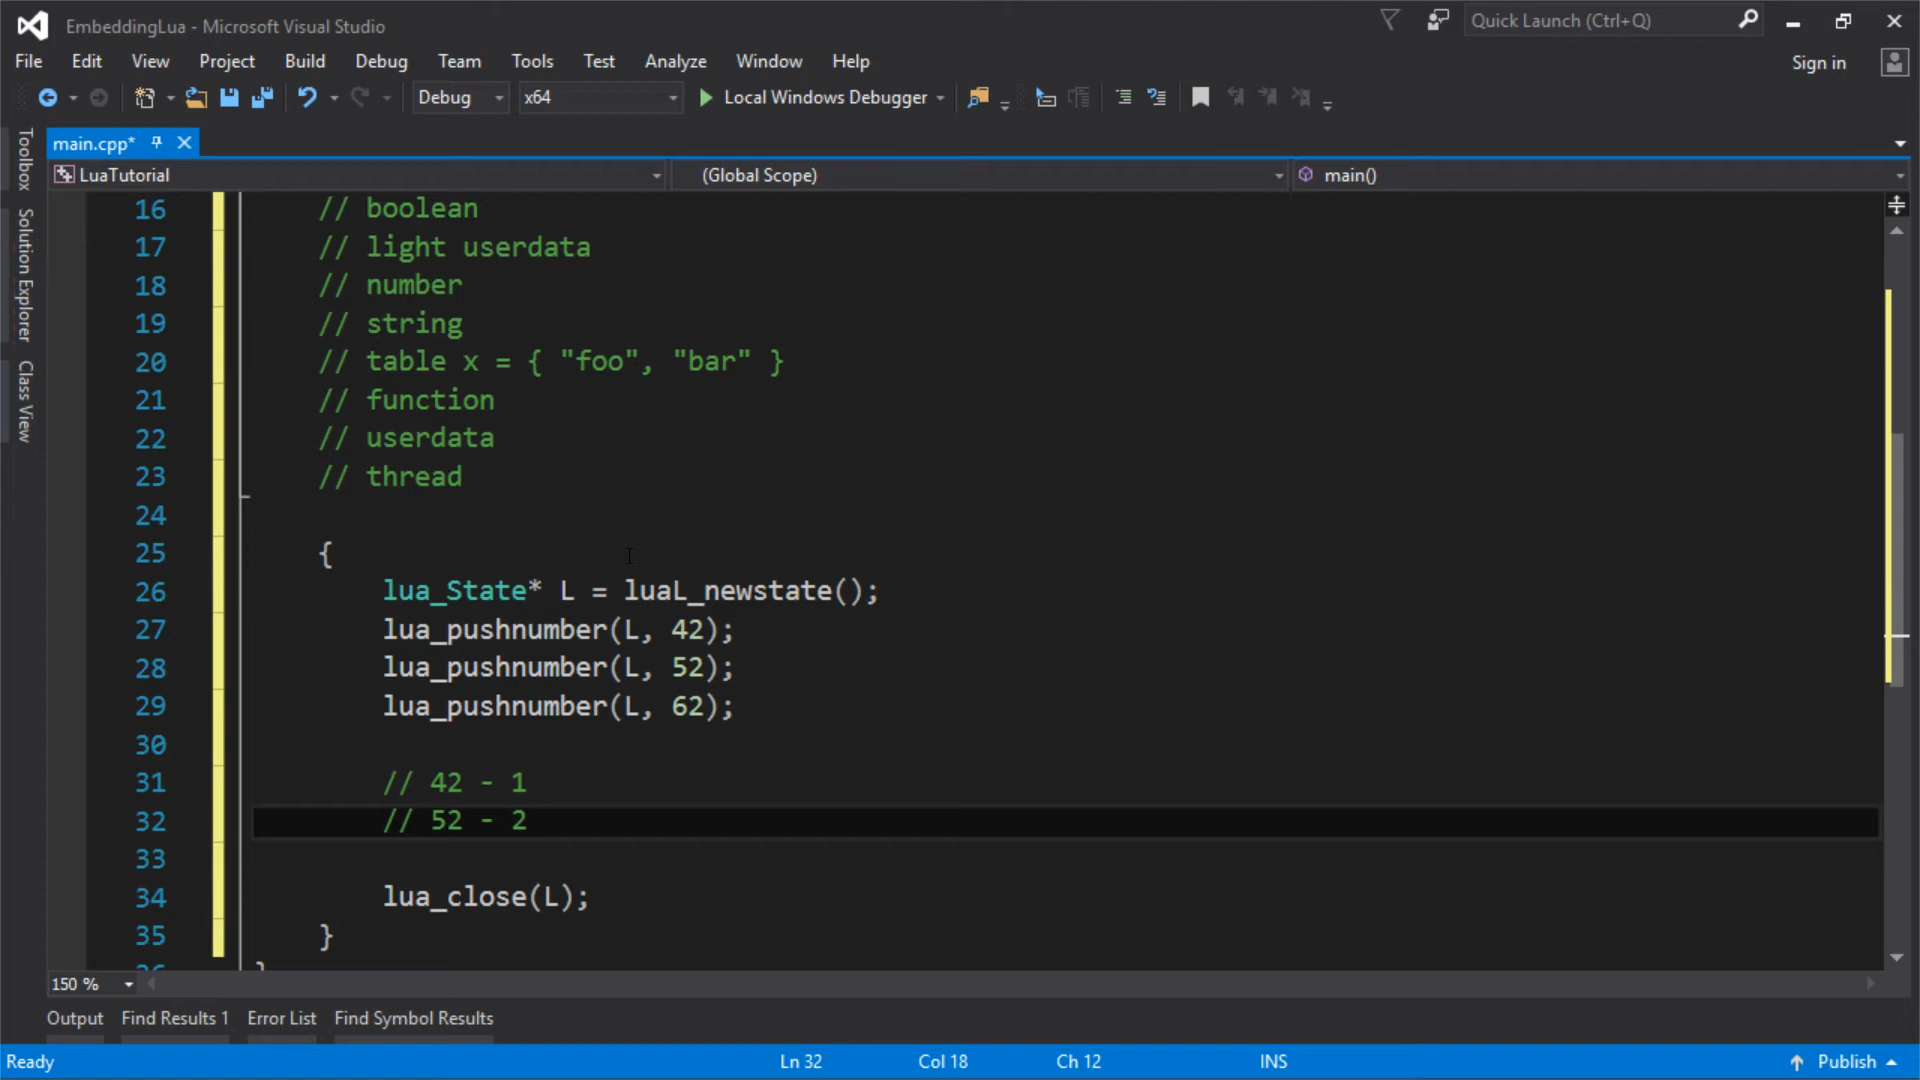 EmbeddingLua - Microsoft Visual Studio
Quick Launch (Ctrl+Q)
File Edit View Project Build Debug Team Tools Test Analyze Window Help
Sign in
Debug x64 Local Windows Debugger
Toolbox
Solution Explorer
Class View
main.cpp*
LuaTutorial (Global Scope) main()
16 // boolean
17 // light userdata
18 // number
19 // string
20 // table x = { "foo", "bar" }
21 // function
22 // userdata
23 // thread
24
25 {
26 lua_State* L = luaL_newstate();
27 lua_pushnumber(L, 42);
28 lua_pushnumber(L, 52);
29 lua_pushnumber(L, 62);
30
31 // 42 - 1
32 // 52 - 2
33
34 lua_close(L);
35 }
150 %
Output Find Results 1 Error List Find Symbol Results
Ready Ln 32 Col 18 Ch 12 INS Publish